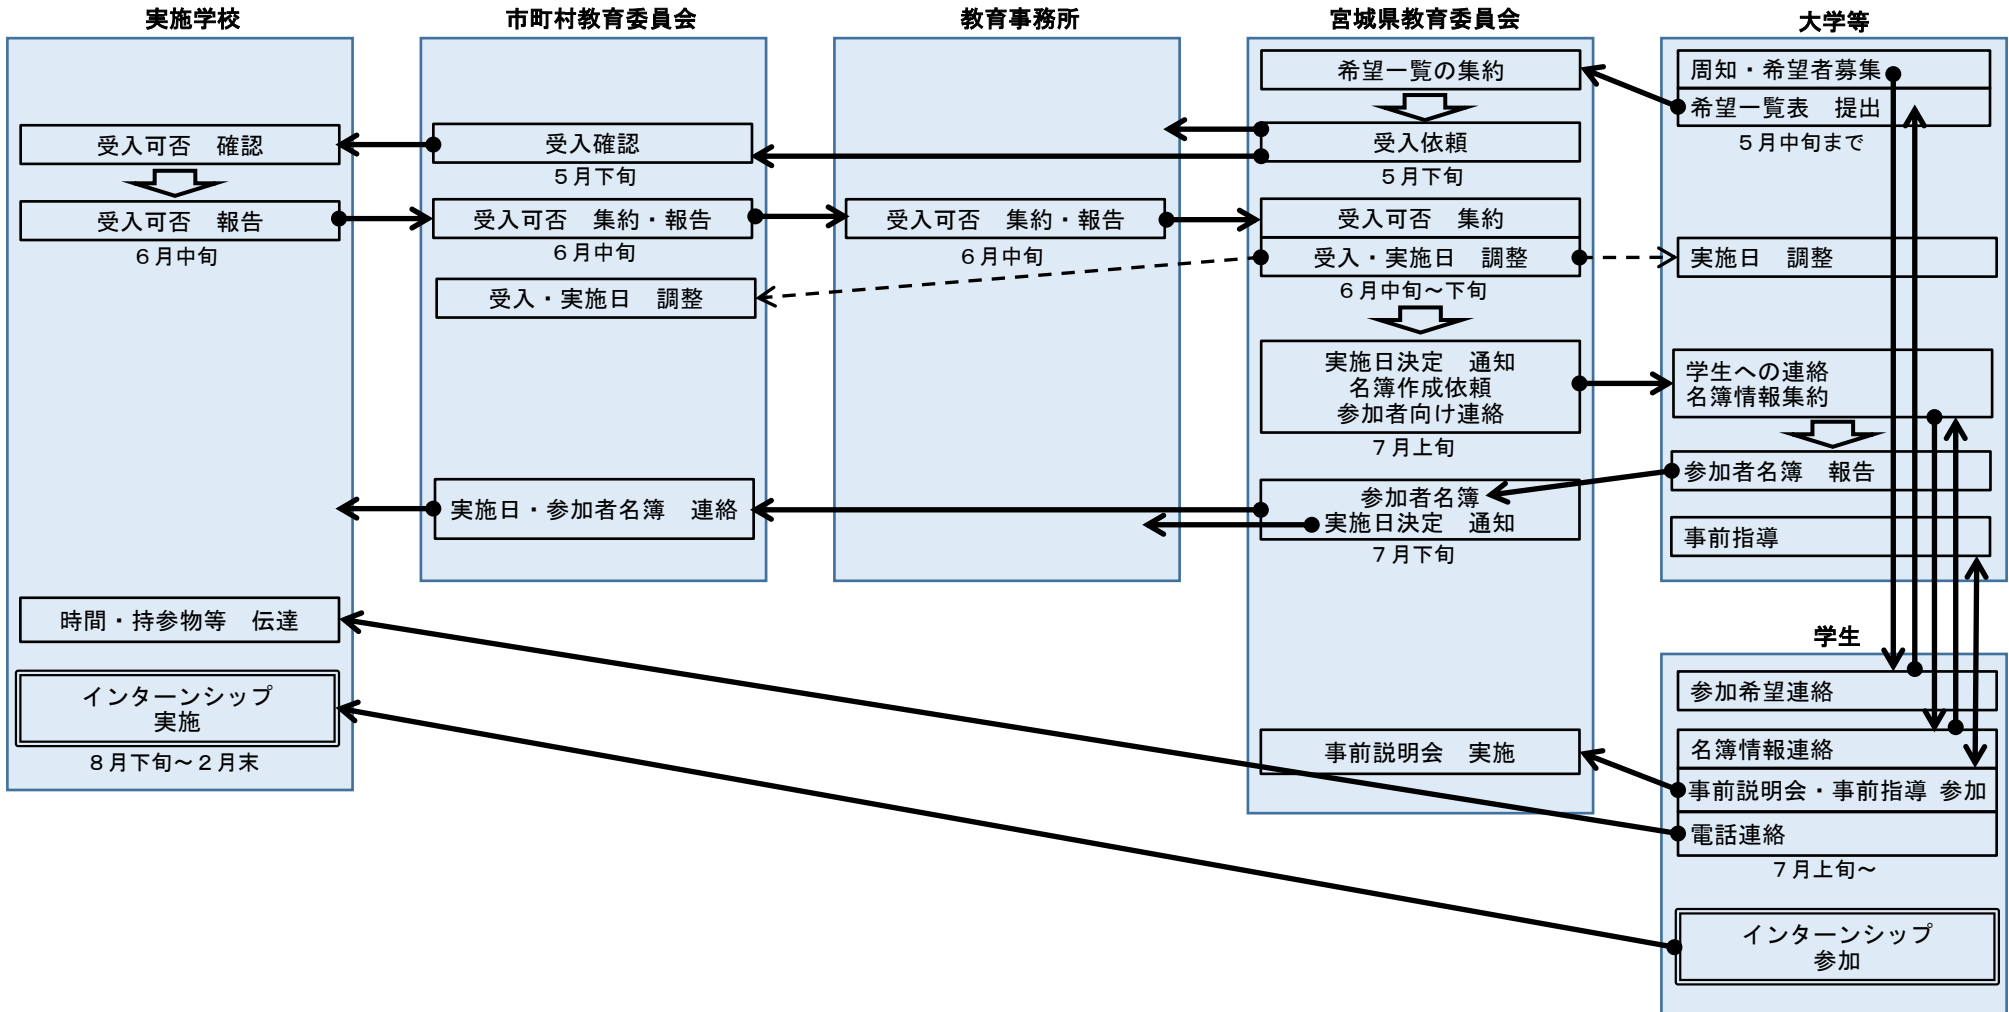 実施学校
市町村教育委員会
教育事務所
宮城県教育委員会
大学等
受入可否　確認
受入可否　報告
６月中旬
時間・持参物等　伝達
インターンシップ
実施
８月下旬～２月末
受入確認
５月下旬
受入可否　集約・報告
６月中旬
受入・実施日　調整
実施日・参加者名簿　連絡
受入可否　集約・報告
６月中旬
希望一覧の集約
受入依頼
５月下旬
受入可否　集約
受入・実施日　調整
６月中旬～下旬
実施日決定　通知
名簿作成依頼
参加者向け連絡
７月上旬
参加者名簿
実施日決定　通知
７月下旬
事前説明会　実施
周知・希望者募集
希望一覧表　提出
５月中旬まで
実施日　調整
学生への連絡
名簿情報集約
参加者名簿　報告
事前指導
学生
参加希望連絡
名簿情報連絡
事前説明会・事前指導 参加
電話連絡
７月上旬～
インターンシップ
参加